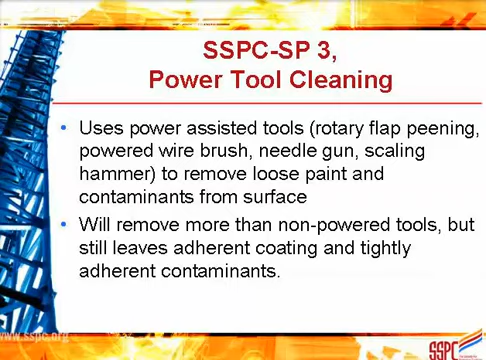 SSPC-SP 3,
Power Tool Cleaning
• Uses power assisted tools (rotary flap peening,
powered wire brush, needle gun, scaling
hammer) to remove loose paint and
contaminants from surface
• Will remove more than non-powered tools, but
still leaves adherent coating and tightly
adherent contaminants.
www.sspc.org
SSPC